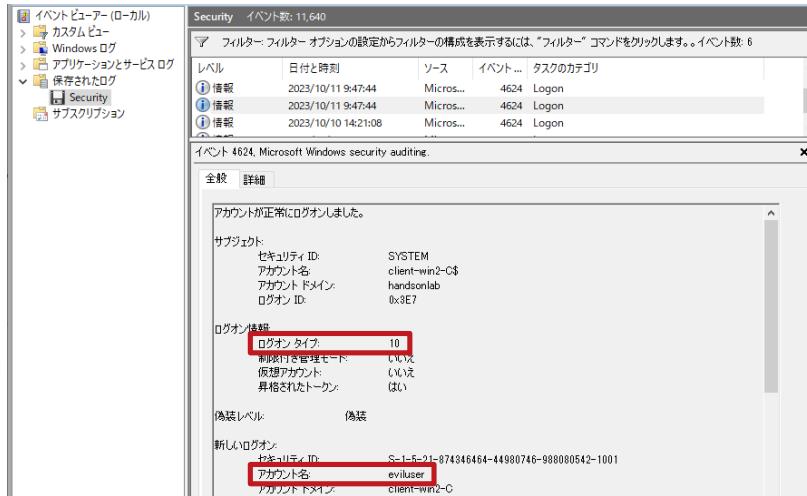 イベント ビューアー (ローカル)
カスタム ビュー
Windows ログ
アプリケーションとサービス ログ
保存されたログ
Security
サブスクリプション
Security イベント数: 11,640
フィルター: フィルター オプションの設定からフィルターの構成を表示するには、"フィルター" コマンドをクリックします。。イベント数: 6
レベル 日付と時刻 ソース イベント ... タスクのカテゴリ
情報 2023/10/11 9:47:44 Micros... 4624 Logon
情報 2023/10/11 9:47:44 Micros... 4624 Logon
情報 2023/10/10 14:21:08 Micros... 4624 Logon
イベント 4624, Microsoft Windows security auditing.
全般 詳細
アカウントが正常にログオンしました。
サブジェクト:
セキュリティ ID: SYSTEM
アカウント名: client-win2-C$
アカウント ドメイン: handsonlab
ログオン ID: 0x3E7
ログオン情報:
ログオン タイプ: 10
制限付き管理モード: いいえ
仮想アカウント: いいえ
昇格されたトークン: はい
偽装レベル: 偽装
新しいログオン:
セキュリティ ID: S-1-5-21-874346464-44980746-988080542-1001
アカウント名: eviluser
アカウント ドメイン: client-win2-C